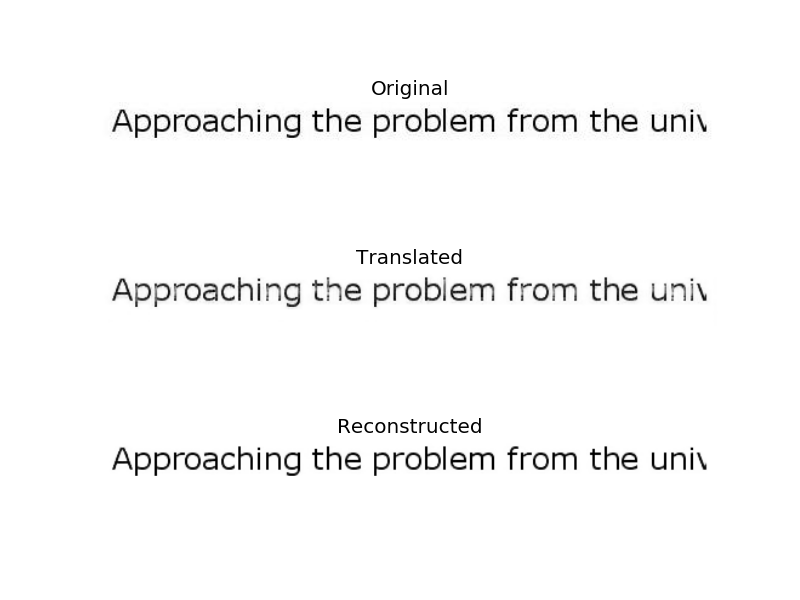 Original
Approaching the problem from the univ
Translated
Approaching the problem from the univ
Reconstructed
Approaching the problem from the univ